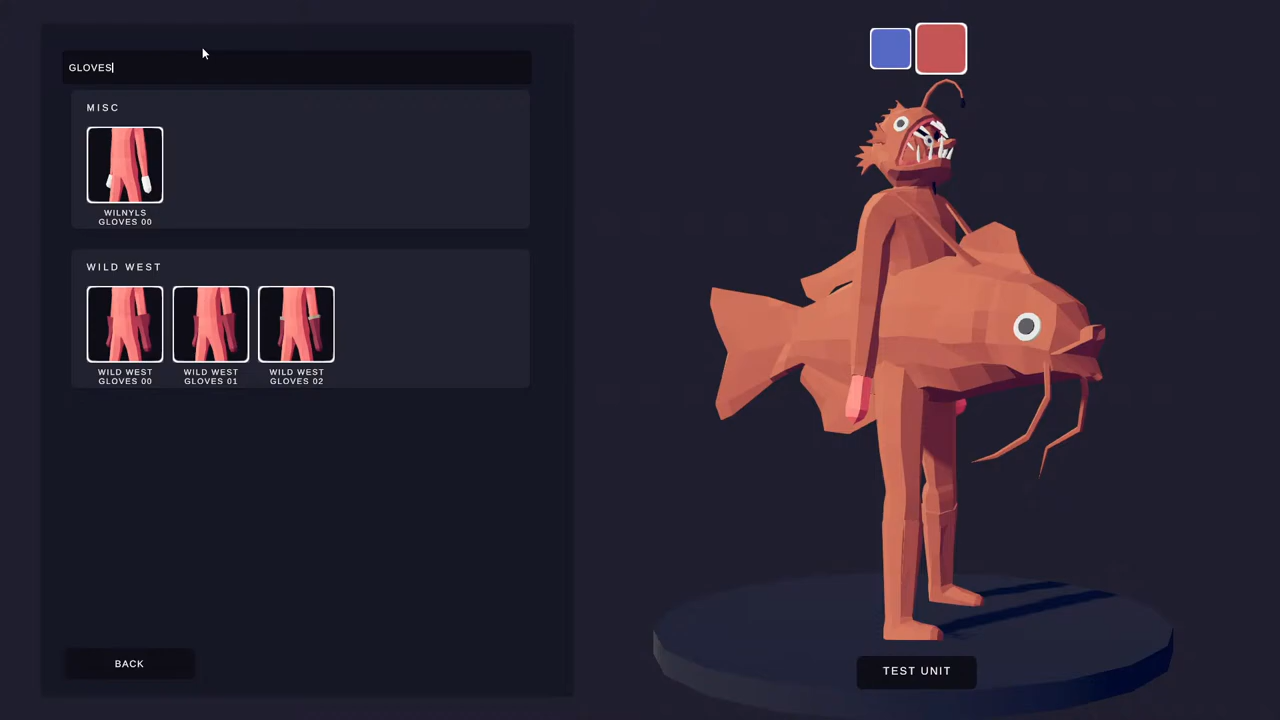 GLOVES
MISC
WILNYLS
GLOVES 00
WILD WEST
WILD WEST
GLOVES 00
WILD WEST
GLOVES 01
WILD WEST
GLOVES 02
BACK
TEST UNIT